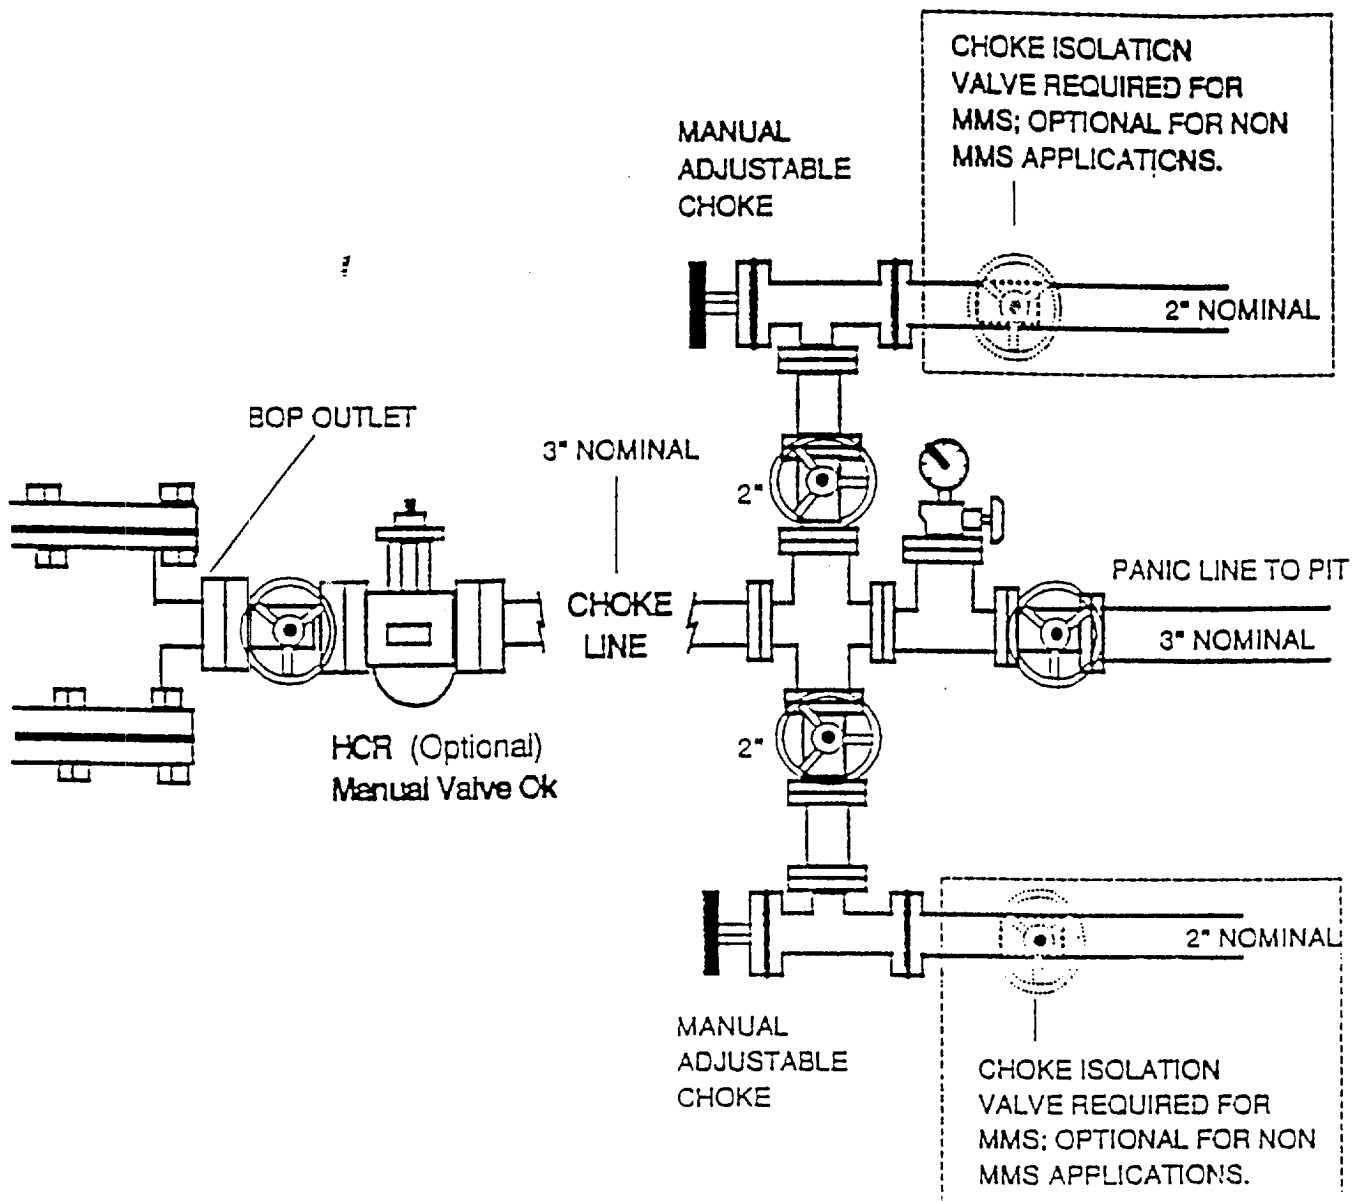 CHOKE ISOLATION
VALVE REQUIRED FOR
MMS; OPTIONAL FOR NON
MMS APPLICATIONS.
MANUAL
ADJUSTABLE
CHOKE
2" NOMINAL
BOP OUTLET
3" NOMINAL
2"
PANIC LINE TO PIT
CHOKE
LINE
3" NOMINAL
HCR (Optional)
Manual Valve Ok
2"
2" NOMINAL
MANUAL
ADJUSTABLE
CHOKE
CHOKE ISOLATION
VALVE REQUIRED FOR
MMS; OPTIONAL FOR NON
MMS APPLICATIONS.